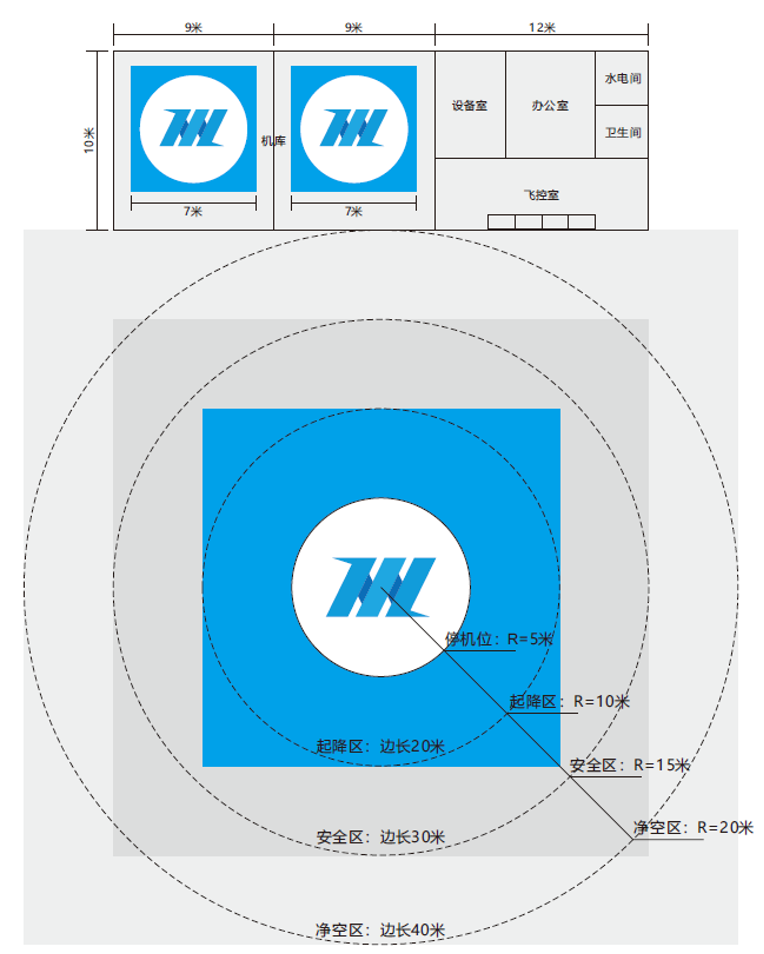 9米
9米
12米
10米
机库
设备室
办公室
水电间
卫生间
7米
7米
飞控室
停机位：R=5米
起降区：R=10米
起降区：边长20米
安全区：R=15米
安全区：边长30米
净空区：R=20米
净空区：边长40米